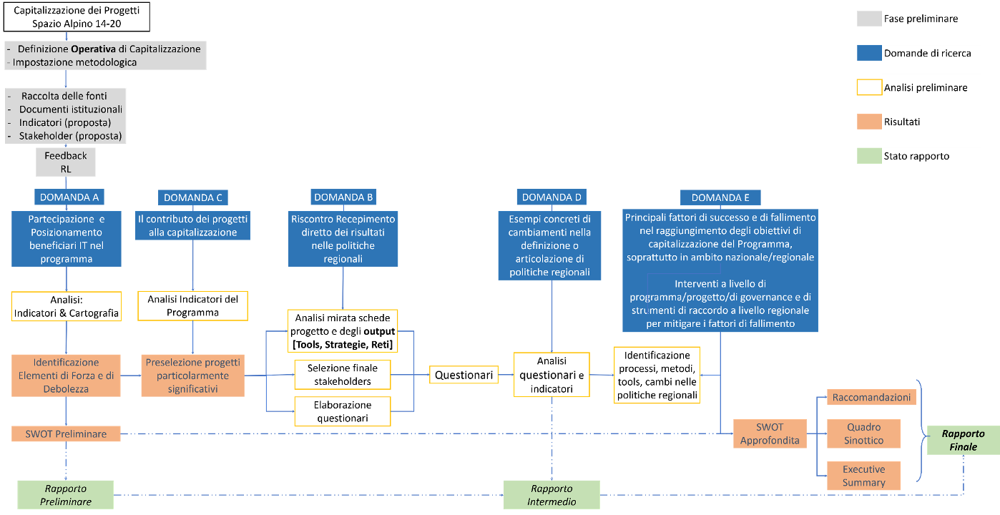 Capitalizzazione dei Progetti
Spazio Alpino 14-20
- Definizione Operativa di Capitalizzazione
- Impostazione metodologica
- Raccolta delle fonti
- Documenti istituzionali
- Indicatori (proposta)
- Stakeholder (proposta)
Feedback
RL
Fase preliminare
Domande di ricerca
Analisi preliminare
Risultati
Stato rapporto
DOMANDA A
Partecipazione e
Posizionamento
beneficiari IT nel
programma
Analisi:
Indicatori & Cartografia
Identificazione
Elementi di Forza e di
Debolezza
SWOT Preliminare
Rapporto
Preliminare
DOMANDA C
Il contributo dei progetti
alla capitalizzazione
Analisi Indicatori del
Programma
Preselezione progetti
particolarmente
significativi
DOMANDA B
Riscontro Recepimento
diretto dei risultati
nelle politiche
regionali
Analisi mirata schede
progetto e degli output
[Tools, Strategie, Reti]
Selezione finale
stakeholders
Elaborazione
questionari
Questionari
DOMANDA D
Esempi concreti di
cambiamenti nella
definizione o
articolazione di
politiche regionali
Analisi
questionari e
indicatori
Rapporto
Intermedio
DOMANDA E
Principali fattori di successo e di fallimento
nel raggiungimento degli obiettivi di
capitalizzazione del Programma,
soprattutto in ambito nazionale/regionale
Interventi a livello di
programma/progetto/di governance e di
strumenti di raccordo a livello regionale
per mitigare i fattori di fallimento
Identificazione
processi, metodi,
tools, cambi nelle
politiche regionali
SWOT
Approfondita
Raccomandazioni
Quadro
Sinottico
Executive
Summary
Rapporto
Finale